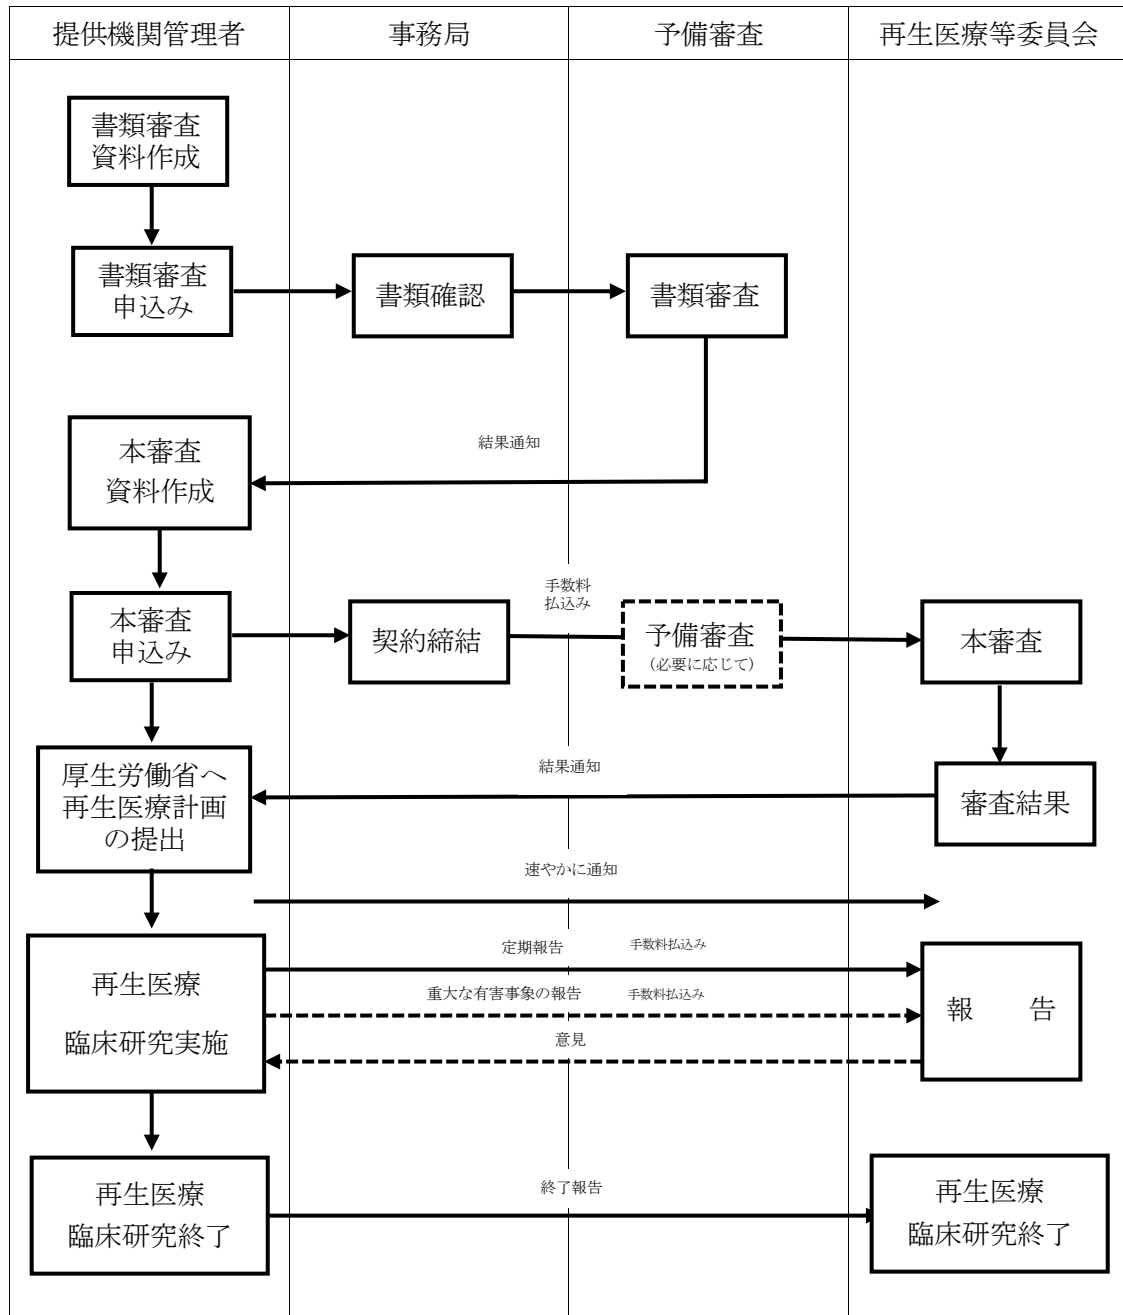 提供機関管理者
事務局
予備審査
再生医療等委員会
書類審査
資料作成
書類審査
申込み
書類確認
書類審査
結果通知
本審査
資料作成
手数料
払込み
本審査
申込み
契約締結
予備審査
(必要に応じて)
本審査
結果通知
厚生労働省へ
再生医療計画
の提出
審査結果
速やかに通知
定期報告 手数料払込み
重大な有害事象の報告 手数料払込み
意見
再生医療
臨床研究実施
報 告
終了報告
再生医療
臨床研究終了
再生医療
臨床研究終了